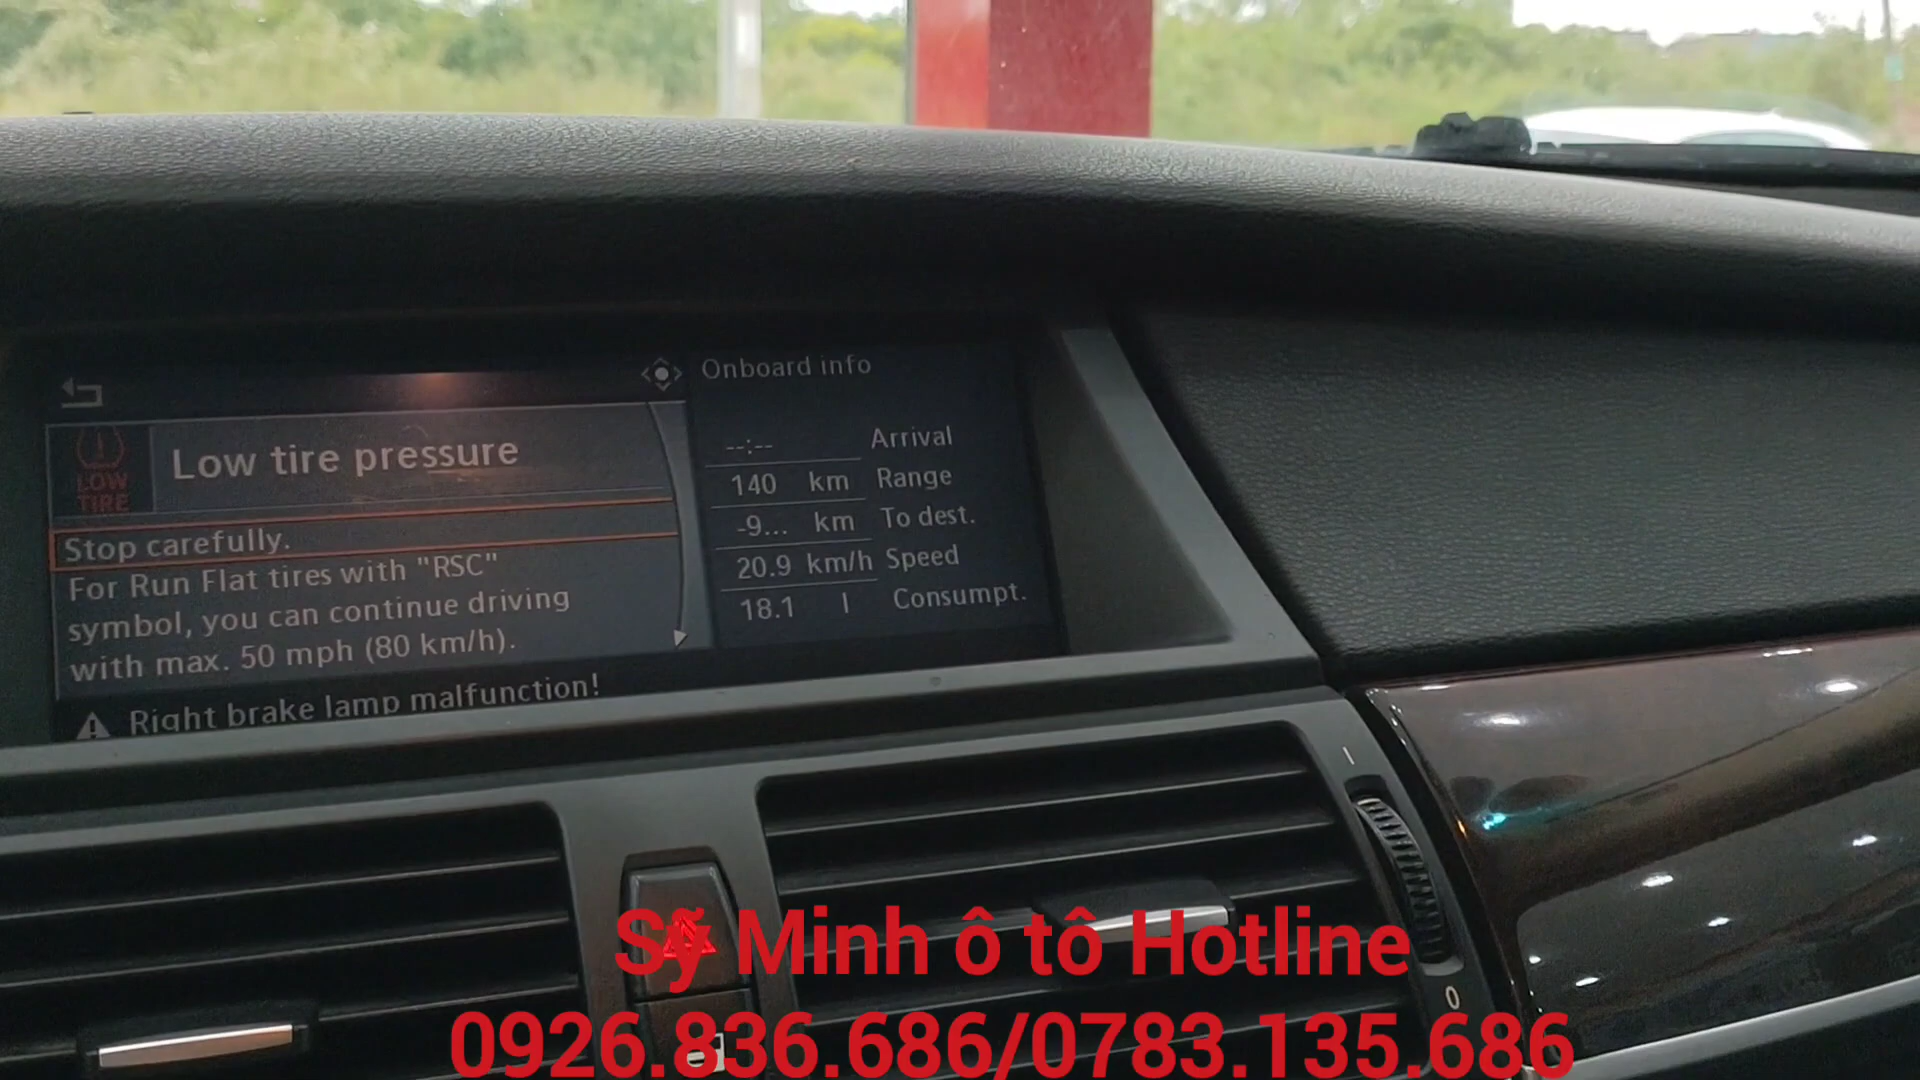 Onboard info
LOW
TIRE
Low tire pressure
Stop carefully.
For Run Flat tires with "RSC"
symbol, you can continue driving
with max. 50 mph (80 km/h).
Right brake lamp malfunction!
--:-- Arrival
140 km Range
-9... km To dest.
20.9 km/h Speed
18.1 l Consumpt.
I
0
Sỹ Minh ô tô Hotline
0926.836.686/0783.135.686